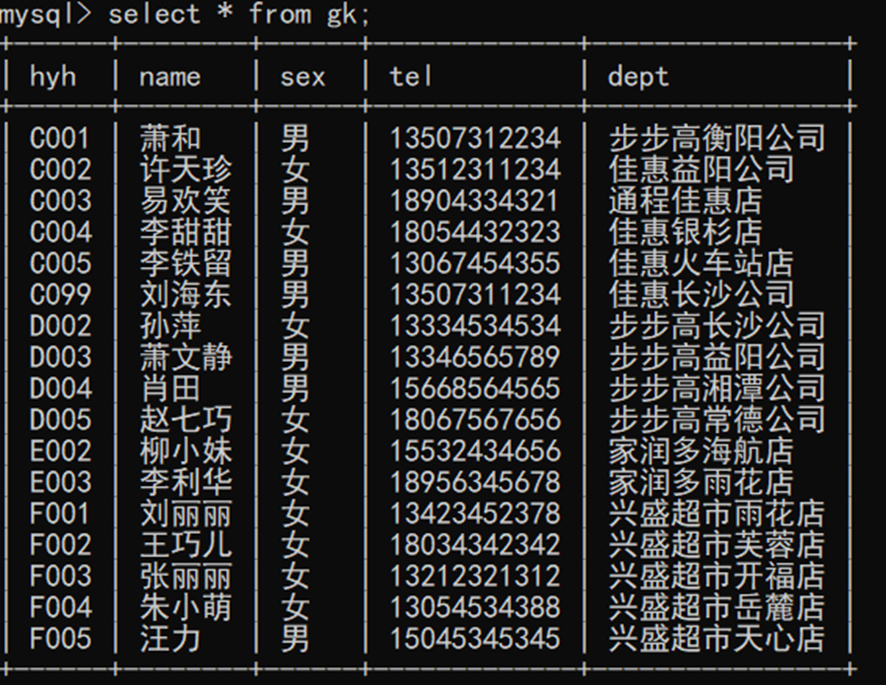 mysql> select * from gk;
+------+--------+------+-------------+----------------+
| hyh | name | sex | tel | dept |
+------+--------+------+-------------+----------------+
| C001 | 萧和 | 男 | 13507312234 | 步步高衡阳公司 |
| C002 | 许天珍 | 女 | 13512311234 | 佳惠益阳公司 |
| C003 | 易欢笑 | 男 | 18904334321 | 通程佳惠店 |
| C004 | 李甜甜 | 女 | 18054432323 | 佳惠银杉店 |
| C005 | 李铁留 | 男 | 13067454355 | 佳惠火车站店 |
| C099 | 刘海东 | 男 | 13507311234 | 佳惠长沙公司 |
| D002 | 孙萍 | 女 | 13334534534 | 步步高长沙公司 |
| D003 | 萧文静 | 男 | 13346565789 | 步步高益阳公司 |
| D004 | 肖田 | 男 | 15668564565 | 步步高湘潭公司 |
| D005 | 赵七巧 | 女 | 18067567656 | 步步高常德公司 |
| E002 | 柳小妹 | 女 | 15532434656 | 家润多海航店 |
| E003 | 李利华 | 女 | 18956345678 | 家润多雨花店 |
| F001 | 刘丽丽 | 女 | 13423452378 | 兴盛超市雨花店 |
| F002 | 王巧儿 | 女 | 18034342342 | 兴盛超市芙蓉店 |
| F003 | 张丽丽 | 女 | 13212321312 | 兴盛超市开福店 |
| F004 | 朱小萌 | 女 | 13054534388 | 兴盛超市岳麓店 |
| F005 | 汪力 | 男 | 15045345345 | 兴盛超市天心店 |
+------+--------+------+-------------+----------------+